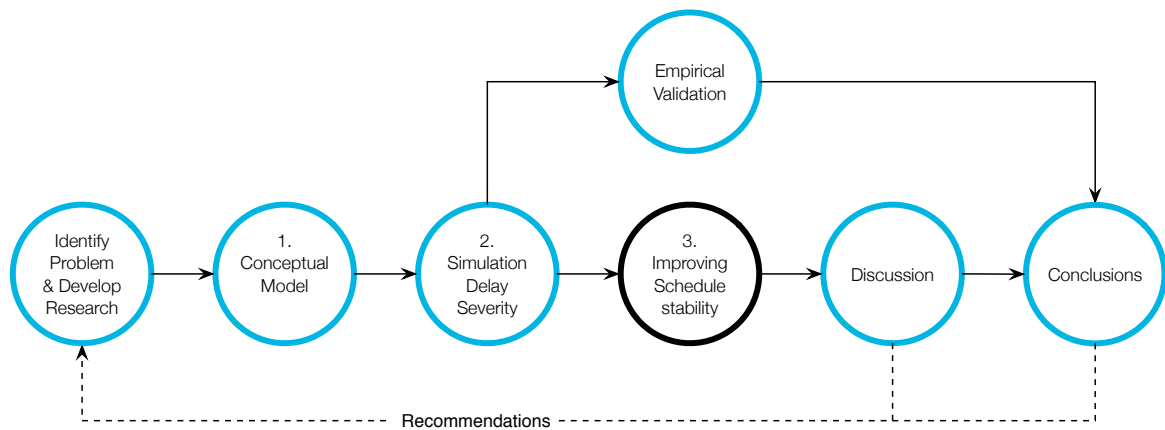 Empirical
Validation
Identify
Problem
& Develop
Research
1.
Conceptual
Model
2.
Simulation
Delay
Severity
3.
Improving
Schedule
stability
Discussion
Conclusions
Recommendations